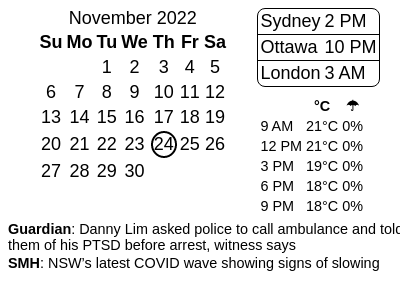 November 2022
Su Mo Tu We Th Fr Sa
1 2 3 4 5
6 7 8 9 10 11 12
13 14 15 16 17 18 19
20 21 22 23 24 25 26
27 28 29 30
Sydney 2 PM
Ottawa 10 PM
London 3 AM
°C ☂
9 AM 21°C 0%
12 PM 21°C 0%
3 PM 19°C 0%
6 PM 18°C 0%
9 PM 18°C 0%
Guardian: Danny Lim asked police to call ambulance and told
them of his PTSD before arrest, witness says
SMH: NSW's latest COVID wave showing signs of slowing